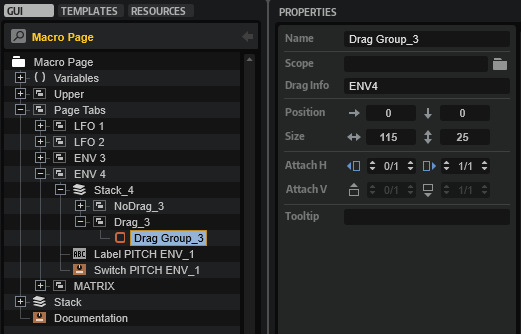 GUI TEMPLATES RESOURCES
Macro Page
Macro Page
( ) Variables
Upper
Page Tabs
LFO 1
LFO 2
ENV 3
ENV 4
Stack_4
NoDrag_3
Drag_3
Drag Group_3
ABC Label PITCH ENV_1
Switch PITCH ENV_1
MATRIX
Stack
Documentation
PROPERTIES
Name Drag Group_3
Scope
Drag Info ENV4
Position 0 0
Size 115 25
Attach H 0/1 1/1
Attach V 0/1 1/1
Tooltip